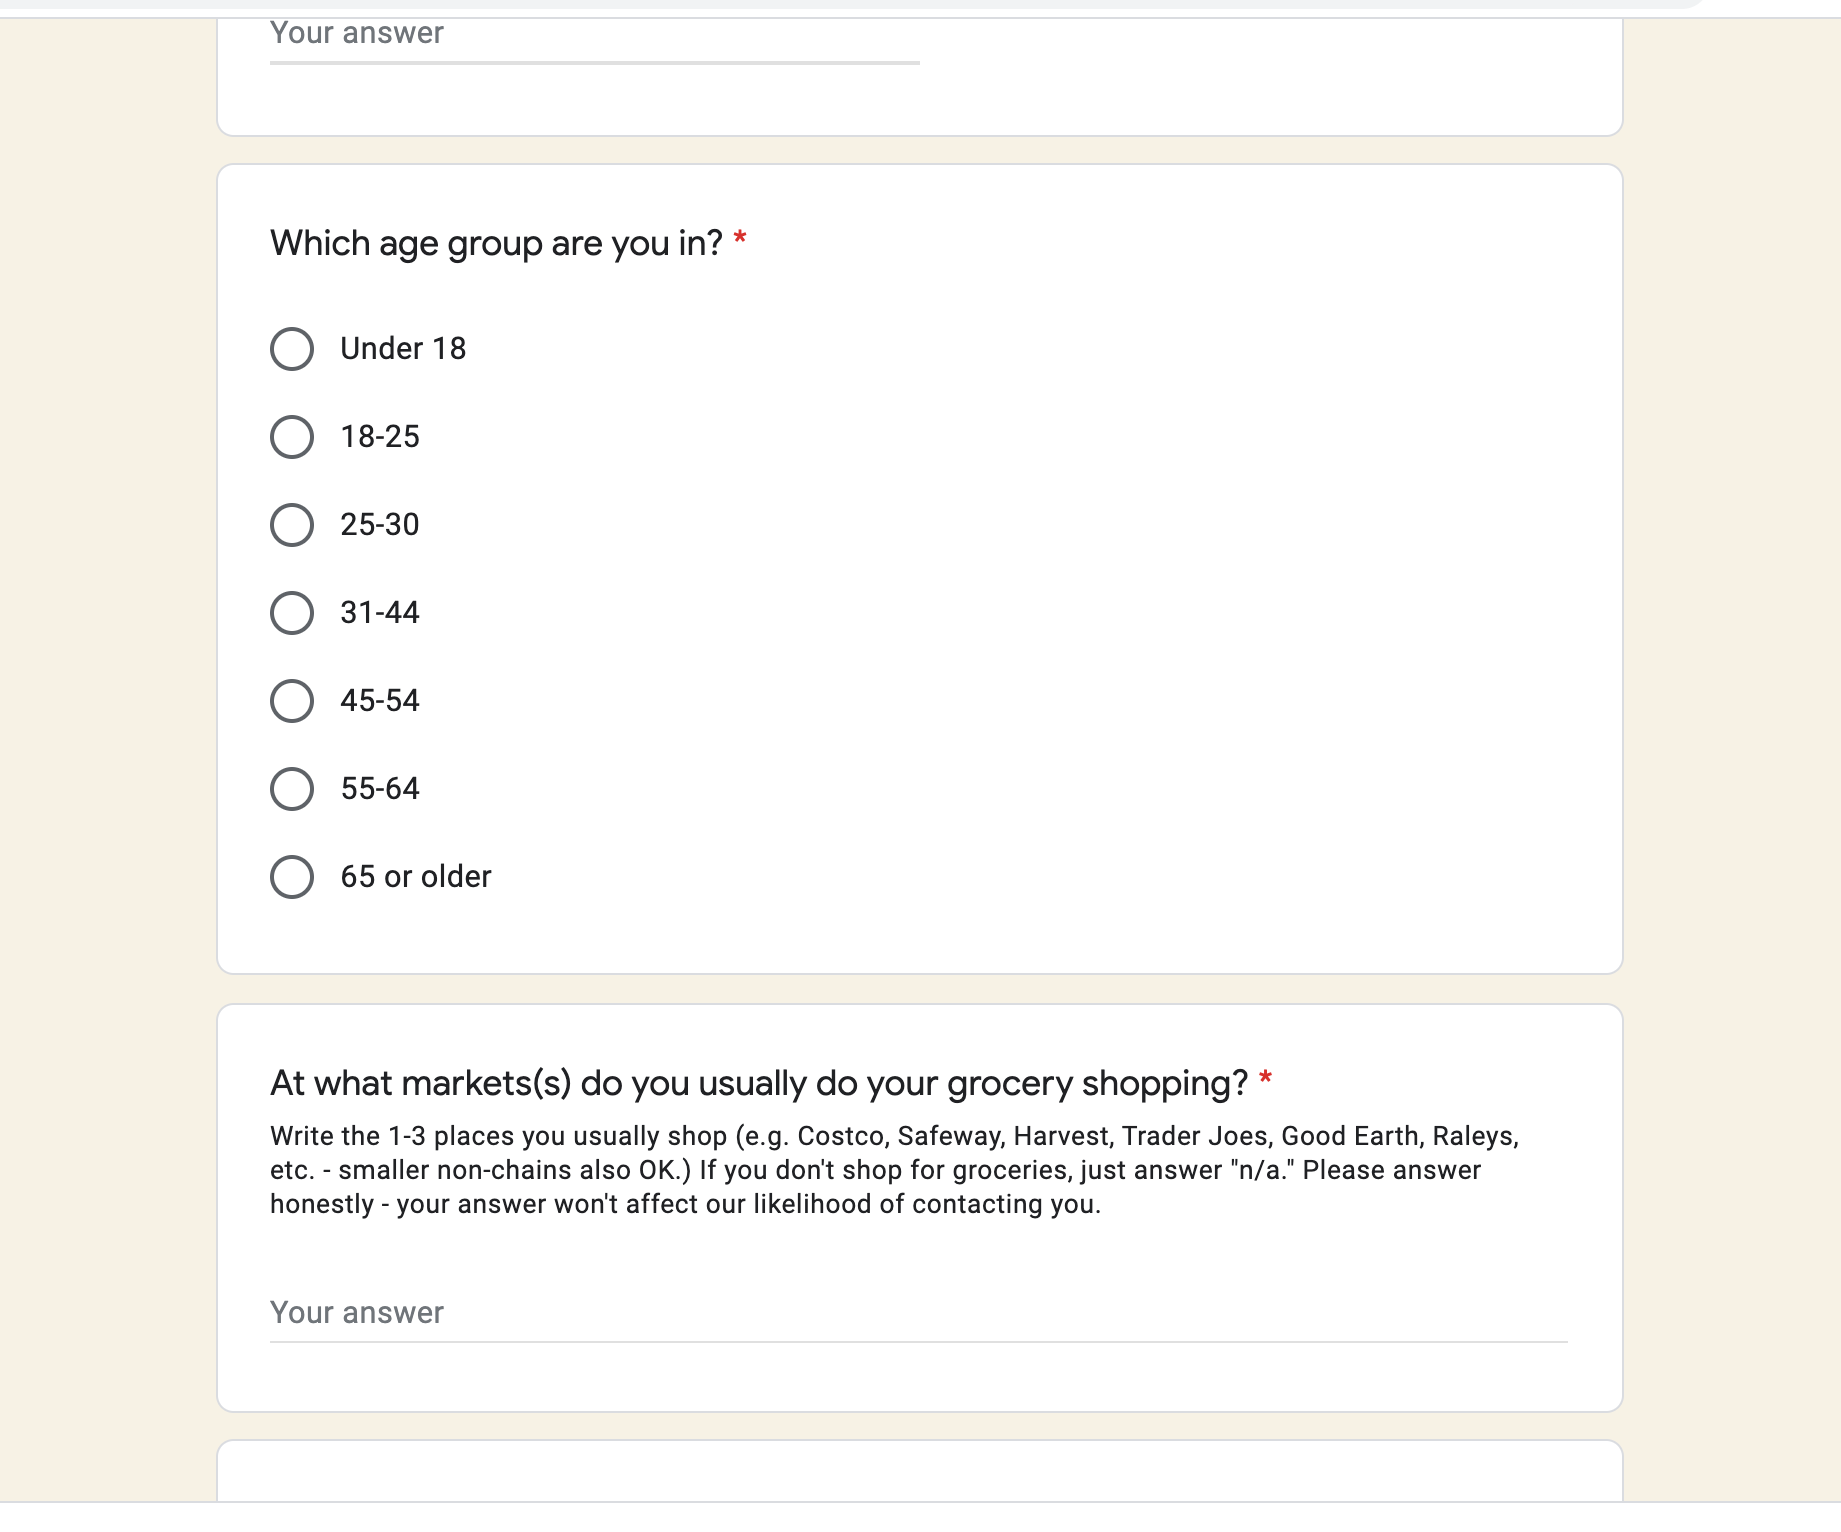 Your answer
Which age group are you in? *
Under 18
18-25
25-30
31-44
45-54
55-64
65 or older
At what markets(s) do you usually do your grocery shopping? *
Write the 1-3 places you usually shop (e.g. Costco, Safeway, Harvest, Trader Joes, Good Earth, Raleys,
etc. - smaller non-chains also OK.) If you don't shop for groceries, just answer "n/a." Please answer
honestly - your answer won't affect our likelihood of contacting you.
Your answer